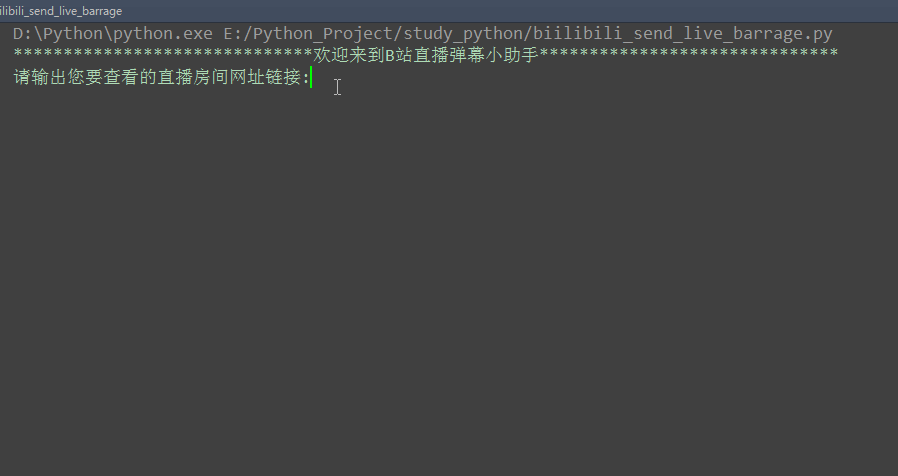 ilibili_send_live_barrage
D:\Python\python.exe E:/Python_Project/study_python/biilibili_send_live_barrage.py
******************************欢迎来到B站直播弹幕小助手******************************
请输出您要查看的直播房间网址链接: